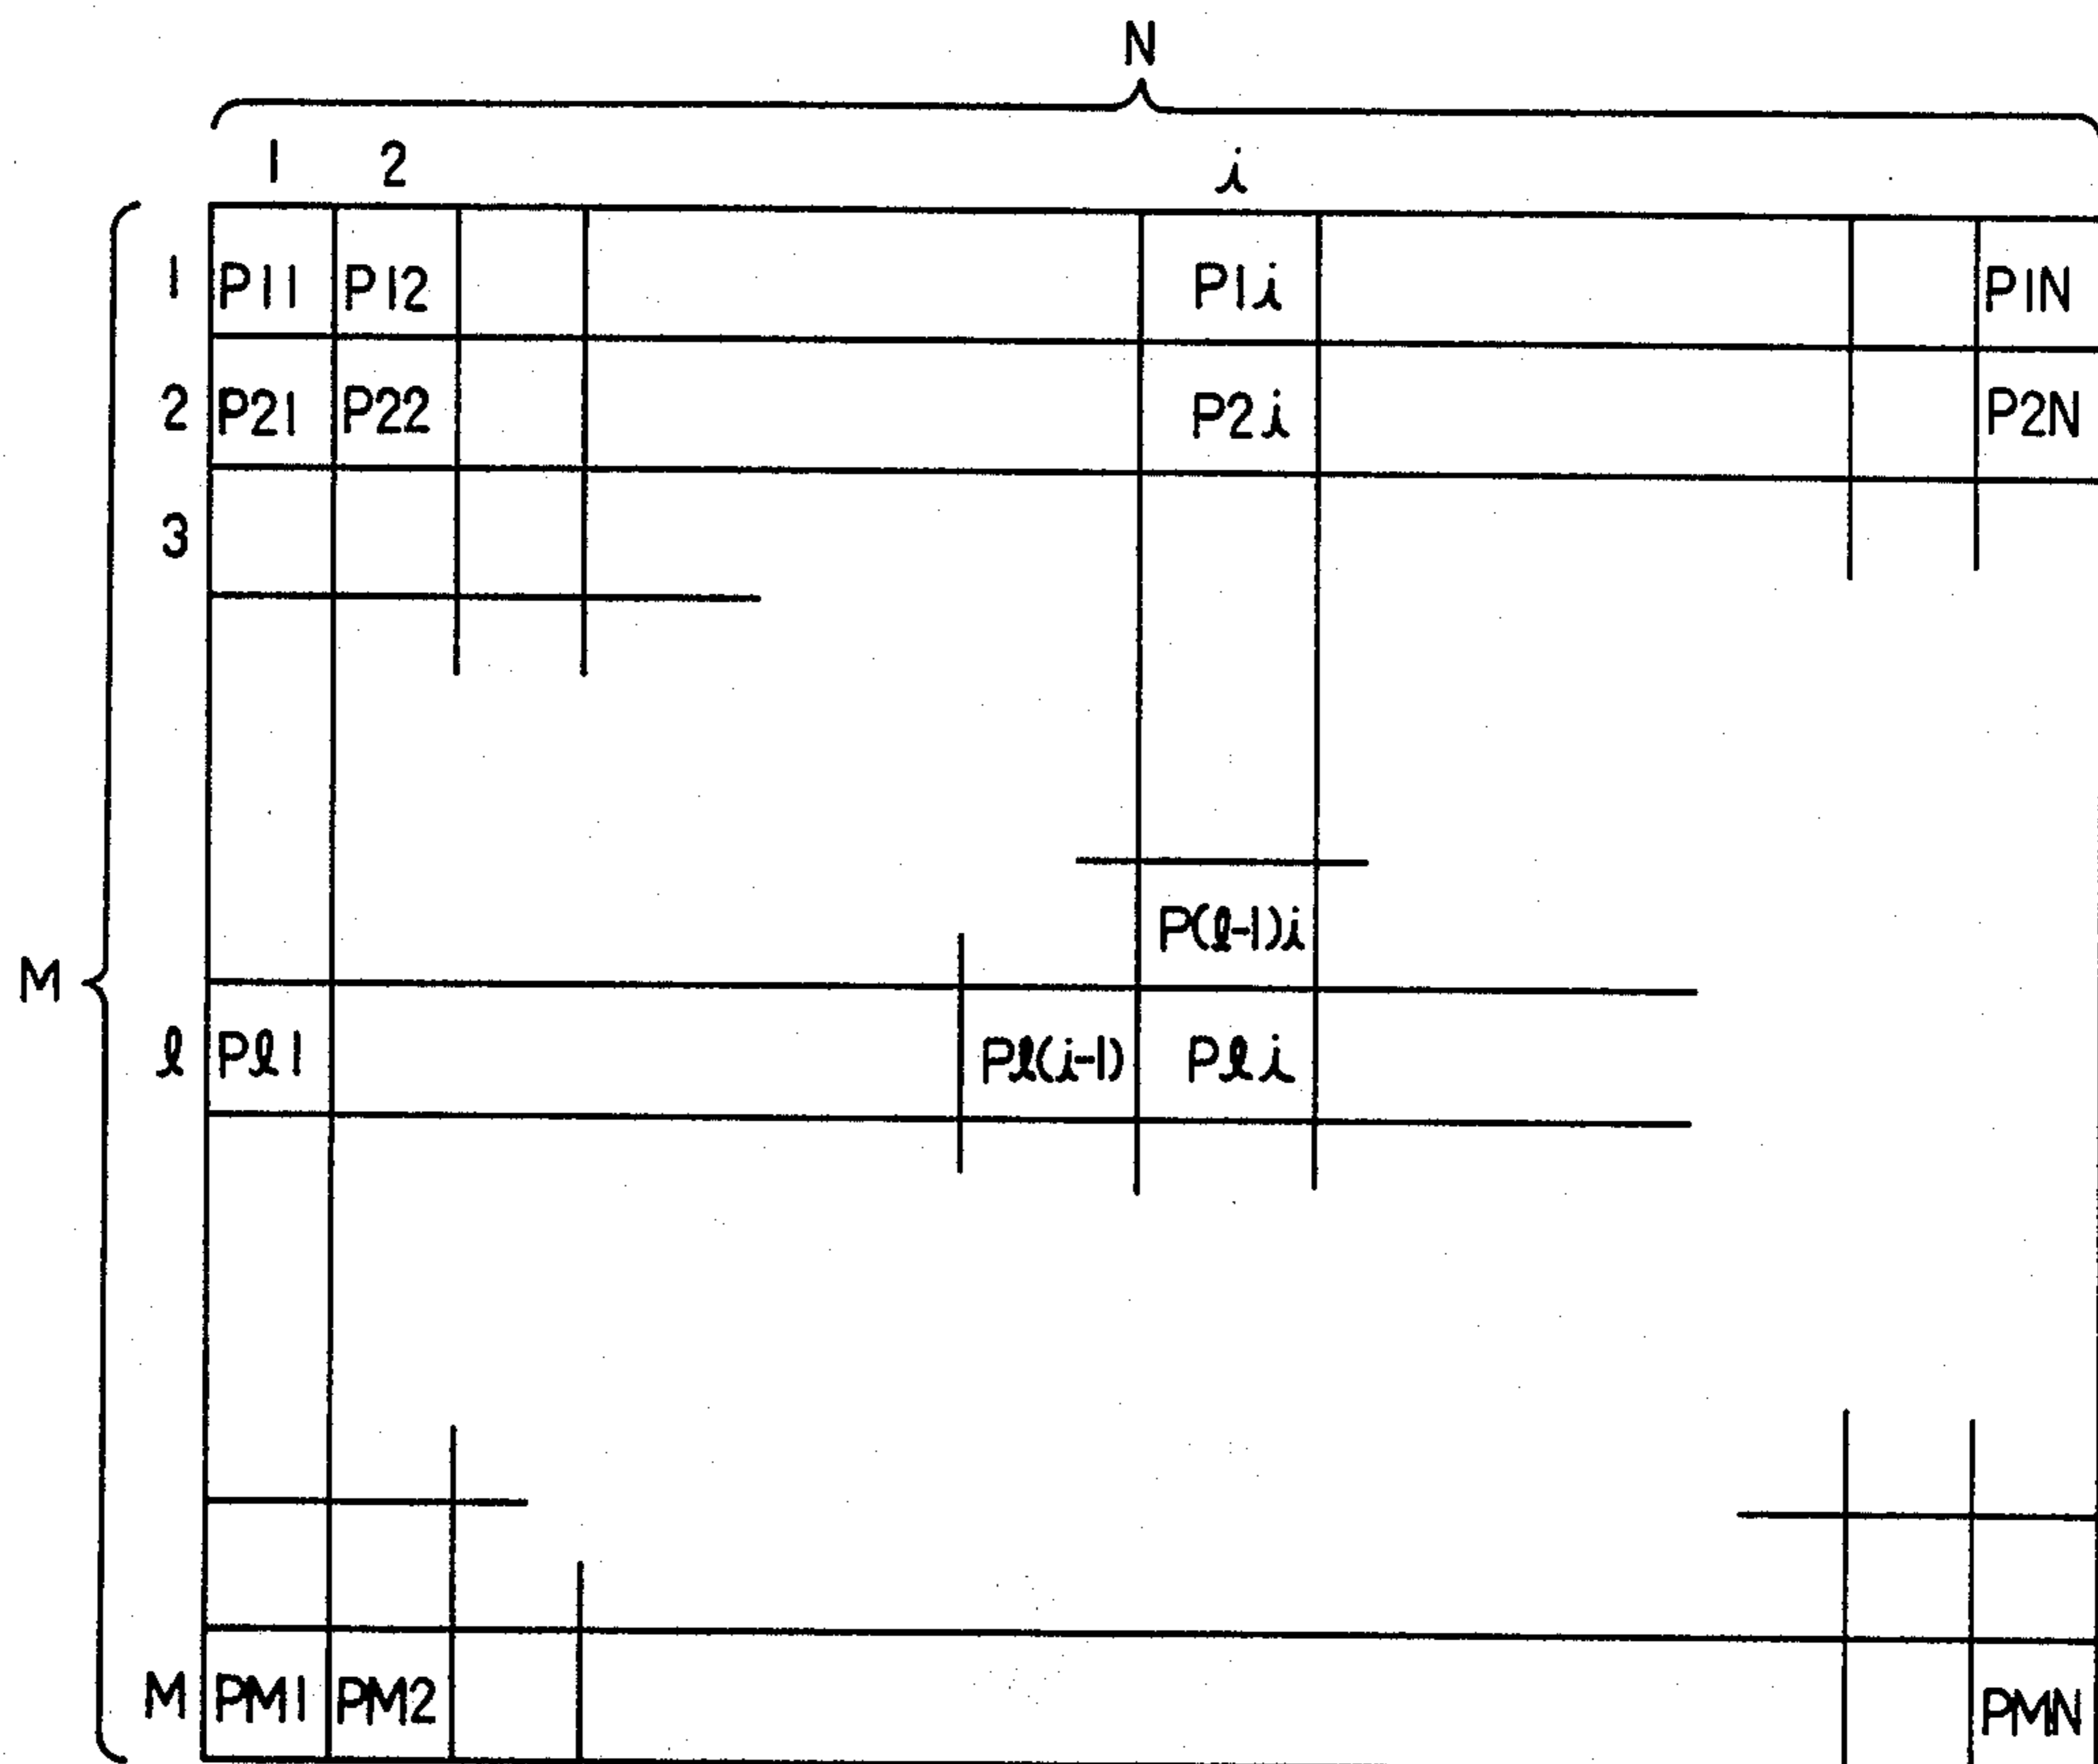 N
1 2 i
1 P11 P12 P1i P1N
2 P21 P22 P2i P2N
3
P(ℓ-1)i
M
ℓ Pℓ1 Pℓ(i-1) Pℓi
M PM1 PM2 PMN